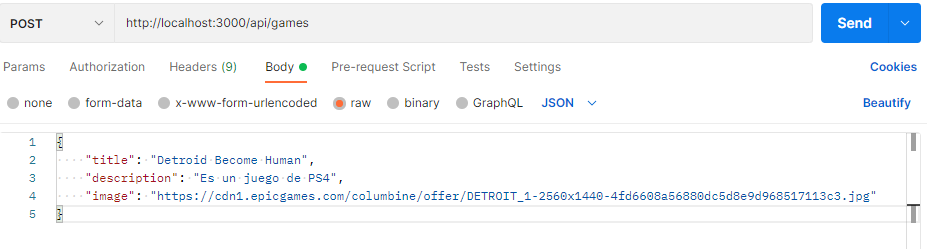 POST http://localhost:3000/api/games Send
Params Authorization Headers (9) Body Pre-request Script Tests Settings Cookies
none form-data x-www-form-urlencoded raw binary GraphQL JSON Beautify
1 {
2 "title": "Detroid Become Human",
3 "description": "Es un juego de PS4",
4 "image": "https://cdn1.epicgames.com/columbine/offer/DETROIT_1-2560x1440-4fd6608a56880dc5d8e9d968517113c3.jpg"
5 }